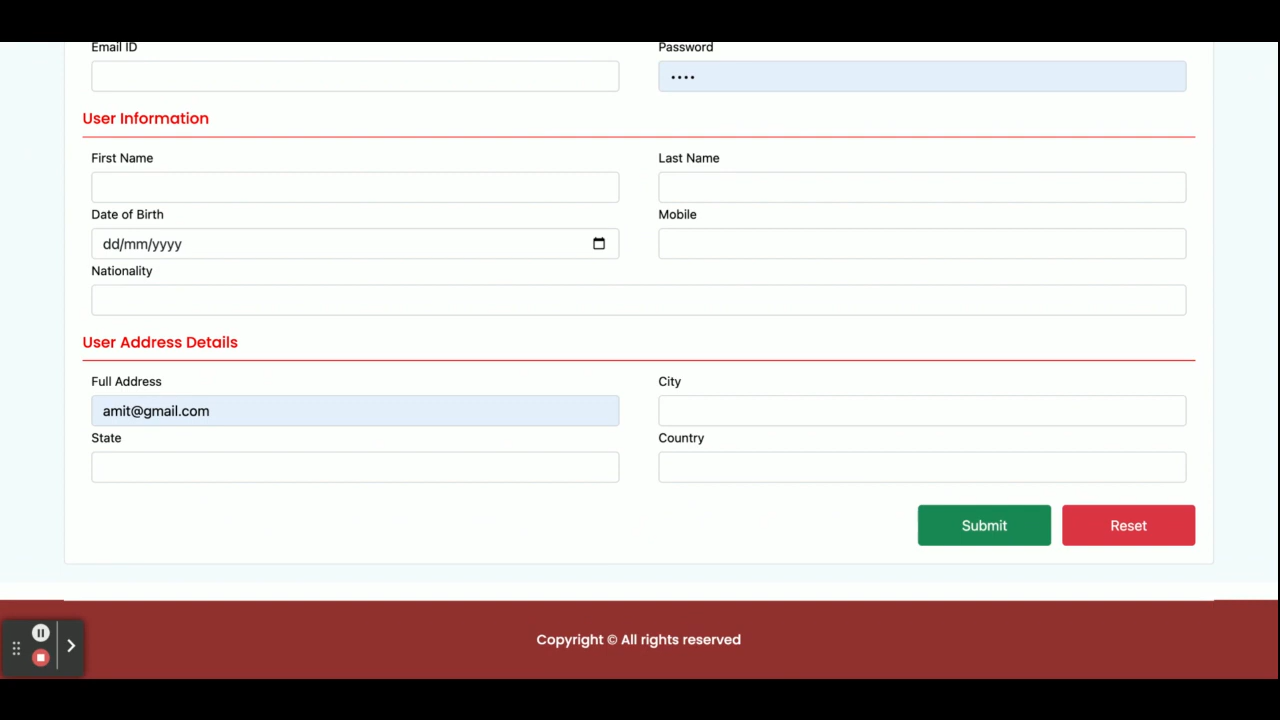 Email ID Password
••••
User Information
First Name Last Name
Date of Birth Mobile
dd/mm/yyyy
Nationality
User Address Details
Full Address City
amit@gmail.com
State Country
Submit Reset
Copyright © All rights reserved